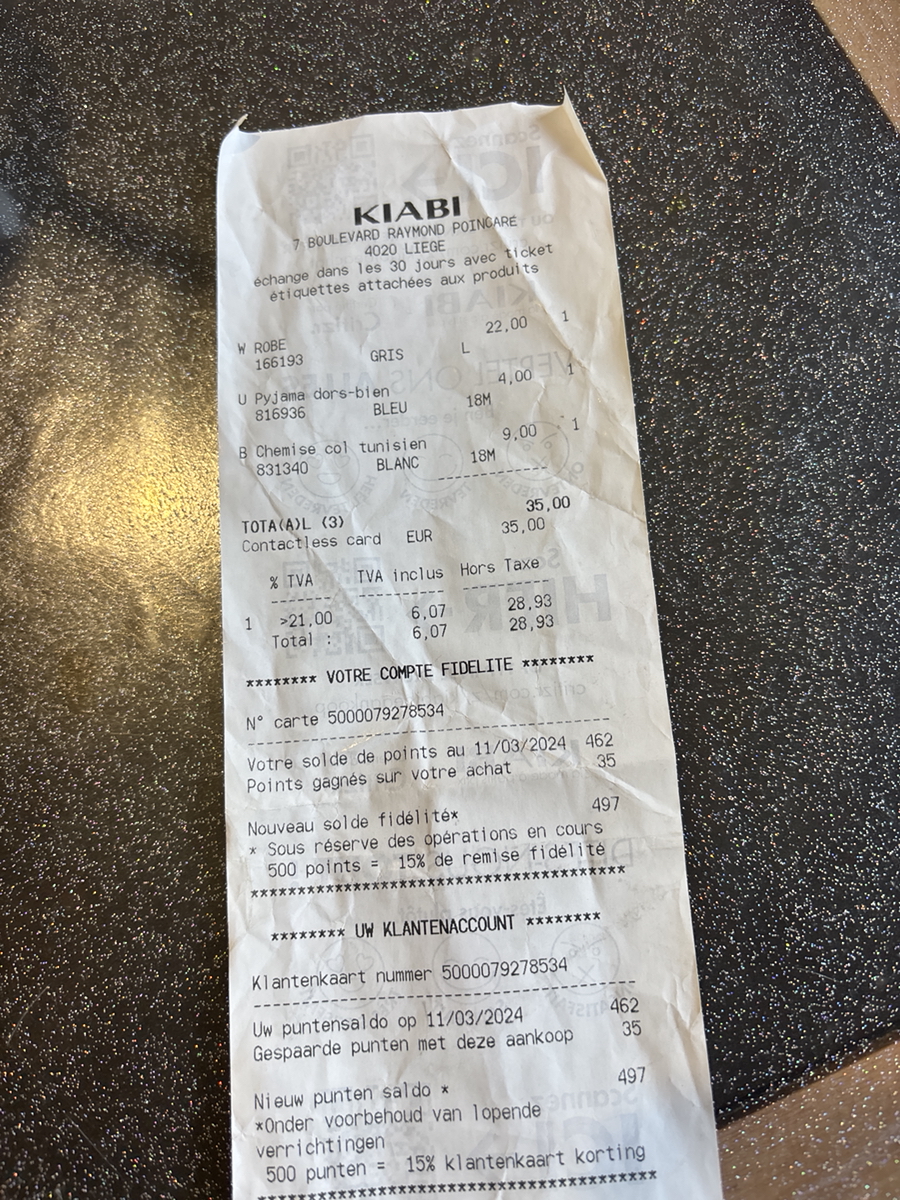 KIABI
7 BOULEVARD RAYMOND POINCARE
4020 LIEGE
échange dans les 30 jours avec ticket
étiquettes attachées aux produits
W ROBE 22,00 1
166193 GRIS L
U Pyjama dors-bien 4,00 1
816936 BLEU 18M
B Chemise col tunisien 9,00 1
831340 BLANC 18M
------------
TOTA(A)L (3) 35,00
Contactless card EUR 35,00
% TVA TVA inclus Hors Taxe
------- ---------- ---------
1 >21,00 6,07 28,93
Total : 6,07 28,93
******** VOTRE COMPTE FIDELITE ********
N° carte 5000079278534
----------------------------------------
Votre solde de points au 11/03/2024 462
Points gagnés sur votre achat 35
Nouveau solde fidélité* 497
* Sous réserve des opérations en cours
500 points = 15% de remise fidélité
****************************************
******** UW KLANTENACCOUNT ********
Klantenkaart nummer 5000079278534
----------------------------------------
Uw puntensaldo op 11/03/2024 462
Gespaarde punten met deze aankoop 35
Nieuw punten saldo * 497
*Onder voorbehoud van lopende
verrichtingen
500 punten = 15% klantenkaart korting
****************************************